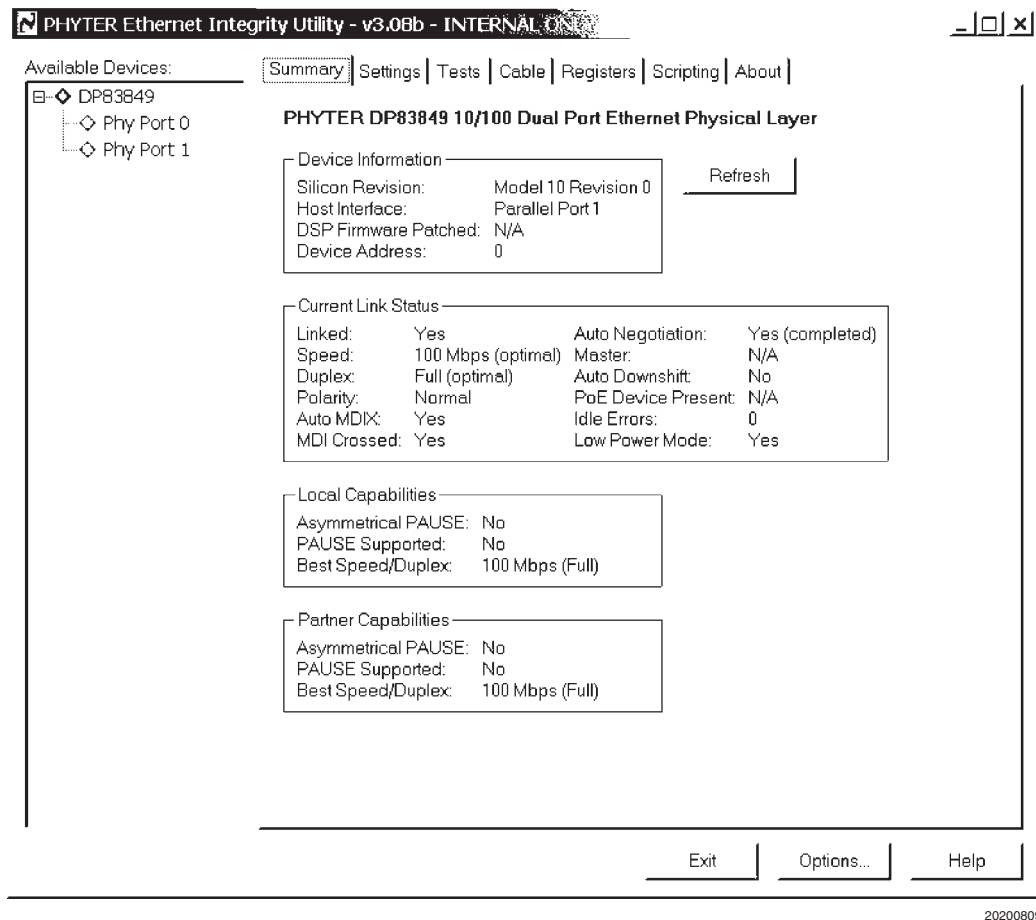 PHYTER Ethernet Integrity Utility - v3.08b - INTERNAL ONLY
Available Devices:
DP83849
Phy Port 0
Phy Port 1
Summary Settings Tests Cable Registers Scripting About
PHYTER DP83849 10/100 Dual Port Ethernet Physical Layer
Device Information
Refresh
Silicon Revision: Model 10 Revision 0
Host Interface: Parallel Port 1
DSP Firmware Patched: N/A
Device Address: 0
Current Link Status
Linked: Yes Auto Negotiation: Yes (completed)
Speed: 100 Mbps (optimal) Master: N/A
Duplex: Full (optimal) Auto Downshift: No
Polarity: Normal PoE Device Present: N/A
Auto MDIX: Yes Idle Errors: 0
MDI Crossed: Yes Low Power Mode: Yes
Local Capabilities
Asymmetrical PAUSE: No
PAUSE Supported: No
Best Speed/Duplex: 100 Mbps (Full)
Partner Capabilities
Asymmetrical PAUSE: No
PAUSE Supported: No
Best Speed/Duplex: 100 Mbps (Full)
Exit Options... Help
2020080